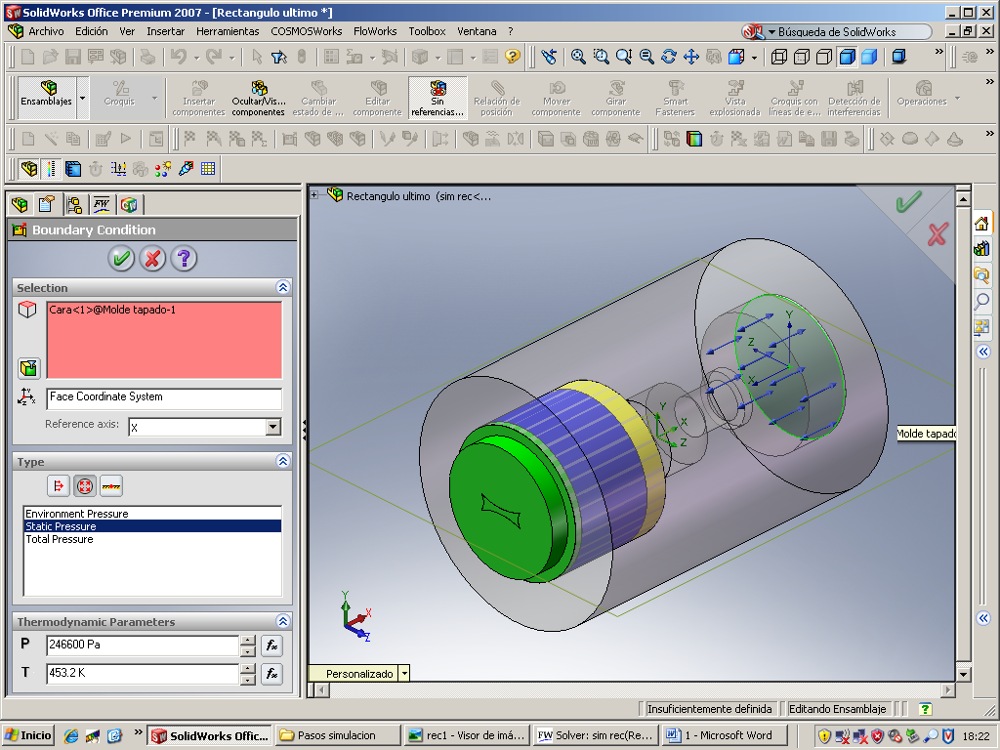 SolidWorks Office Premium 2007 - [Rectangulo ultimo *]
Archivo Edición Ver Insertar Herramientas COSMOSWorks FloWorks Toolbox Ventana ? Búsqueda de SolidWorks
Ensamblajes Croquis Insertar componentes Ocultar/Vis... componentes Cambiar estado de ... Editar componente Sin referencias... Relación de posición Mover componente Girar componente Smart Fasteners Vista explosionada Croquis con líneas de e... Detección de interferencias Operaciones
Rectangulo ultimo (sim rec<...
Boundary Condition
Selection
Cara<1>@Molde tapado-1
Face Coordinate System
Reference axis: X
Type
Environment Pressure
Static Pressure
Total Pressure
Thermodynamic Parameters
P 246600 Pa
T 453.2 K
Y
Z
X
Y
X
Z
Molde tapado
Y
X
Z
Personalizado
Insuficientemente definida Editando Ensamblaje
Inicio SolidWorks Offic... Pasos simulacion rec1 - Visor de imá... FW Solver: sim rec(Re... 1 - Microsoft Word 18:22